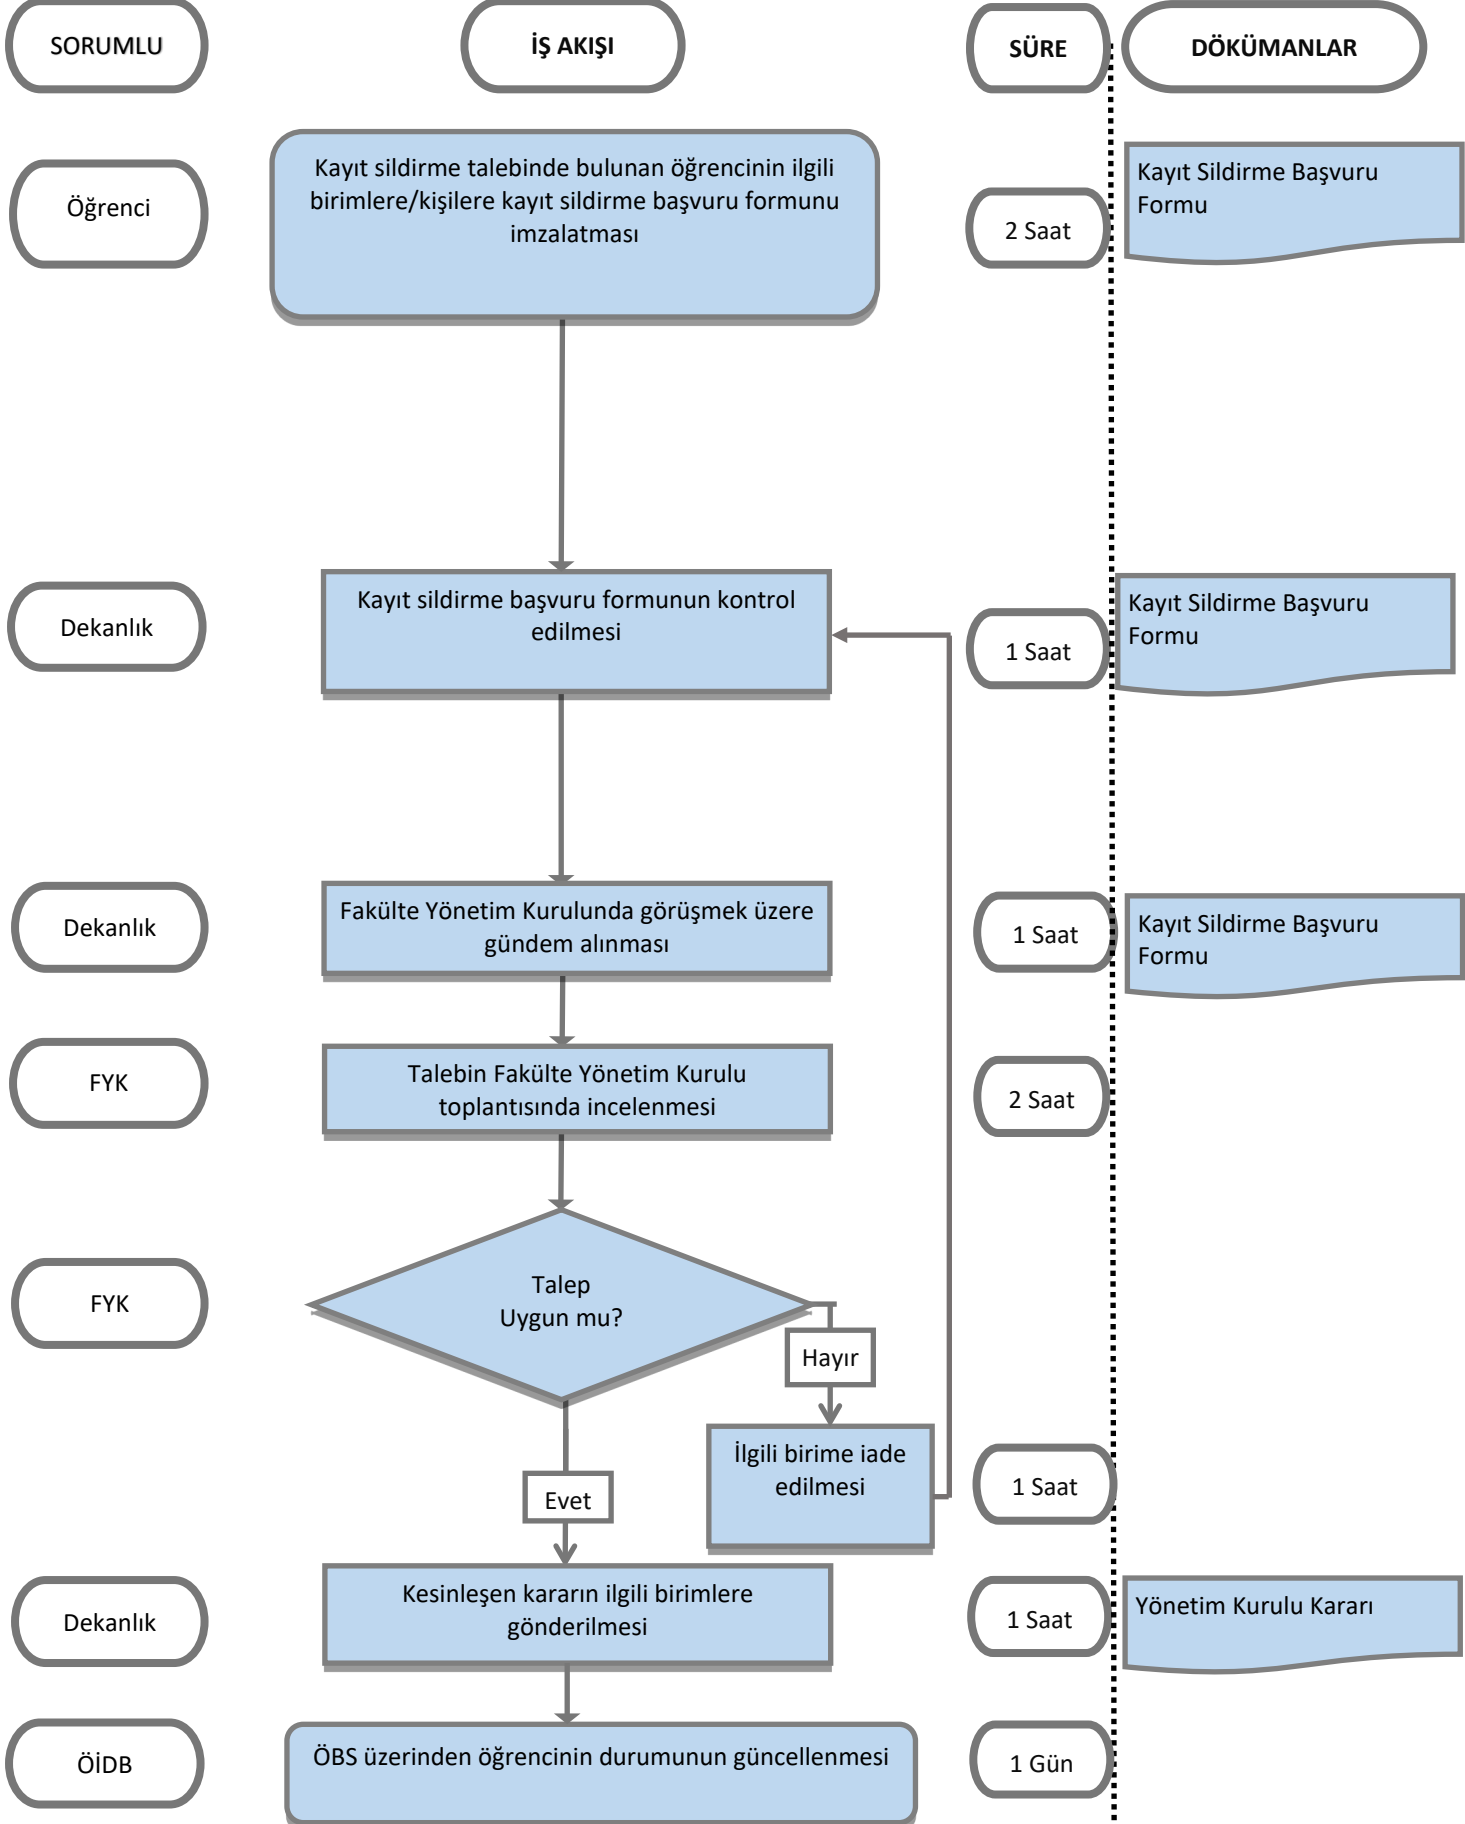 SORUMLU
İŞ AKIŞI
SÜRE
DÖKÜMANLAR
Öğrenci
Kayıt sildirme talebinde bulunan öğrencinin ilgili
birimlere/kişilere kayıt sildirme başvuru formunu
imzalatması
2 Saat
Kayıt Sildirme Başvuru
Formu
Dekanlık
Kayıt sildirme başvuru formunun kontrol
edilmesi
1 Saat
Kayıt Sildirme Başvuru
Formu
Dekanlık
Fakülte Yönetim Kurulunda görüşmek üzere
gündem alınması
1 Saat
Kayıt Sildirme Başvuru
Formu
FYK
Talebin Fakülte Yönetim Kurulu
toplantısında incelenmesi
2 Saat
FYK
Talep
Uygun mu?
Hayır
İlgili birime iade
edilmesi
1 Saat
Evet
Dekanlık
Kesinleşen kararın ilgili birimlere
gönderilmesi
1 Saat
Yönetim Kurulu Kararı
ÖİDB
ÖBS üzerinden öğrencinin durumunun güncellenmesi
1 Gün